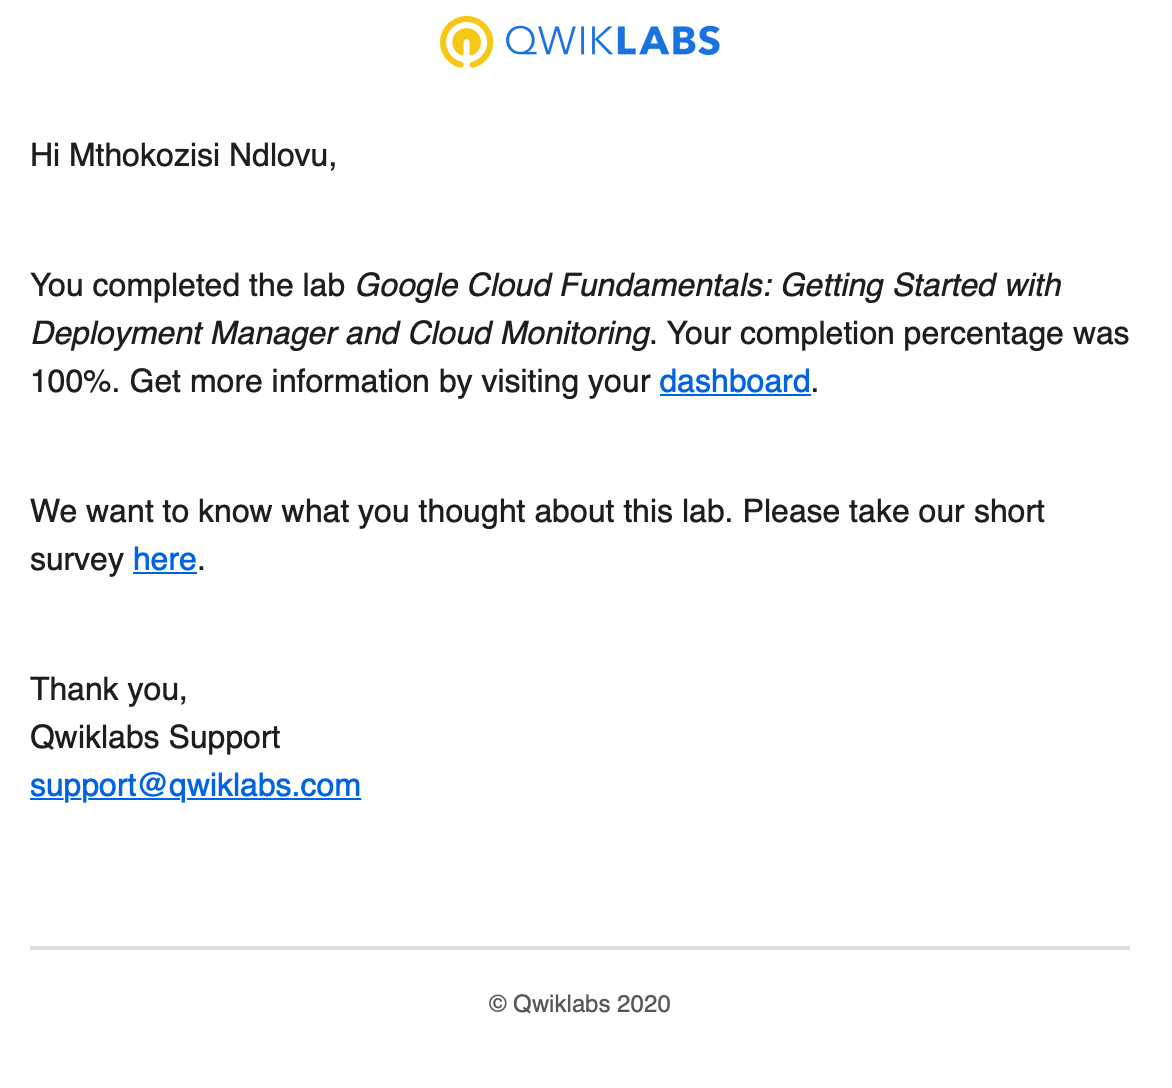 QWIKLABS
Hi Mthokozisi Ndlovu,
You completed the lab Google Cloud Fundamentals: Getting Started with
Deployment Manager and Cloud Monitoring. Your completion percentage was
100%. Get more information by visiting your dashboard.
We want to know what you thought about this lab. Please take our short
survey here.
Thank you,
Qwiklabs Support
support@qwiklabs.com
© Qwiklabs 2020